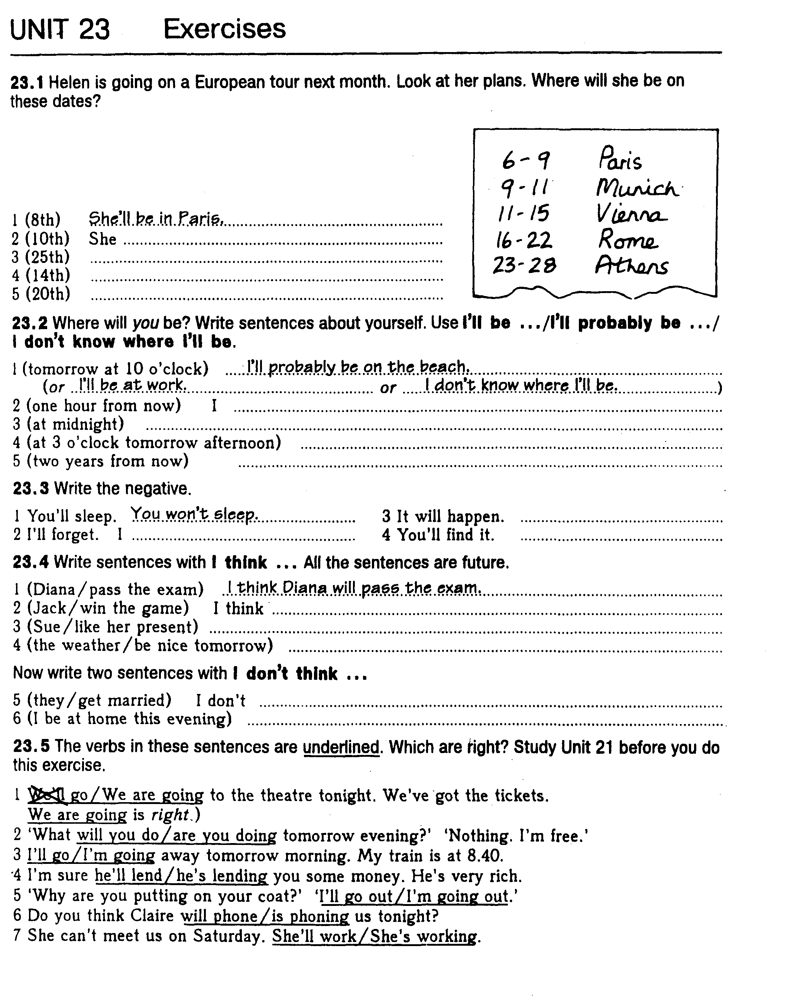 UNIT 23 Exercises
23.1 Helen is going on a European tour next month. Look at her plans. Where will she be on
these dates?
6-9 Paris
9-11 Munich
11-15 Vienna
16-22 Rome
23-28 Athens
1 (8th) She'll be in Paris.
2 (10th) She
3 (25th)
4 (14th)
5 (20th)
23.2 Where will you be? Write sentences about yourself. Use I'll be .../I'll probably be .../
I don't know where I'll be.
1 (tomorrow at 10 o'clock) I'll probably be on the beach.
(or I'll be at work. or I don't know where I'll be. )
2 (one hour from now) I
3 (at midnight)
4 (at 3 o'clock tomorrow afternoon)
5 (two years from now)
23.3 Write the negative.
1 You'll sleep. You won't sleep. 3 It will happen.
2 I'll forget. I 4 You'll find it.
23.4 Write sentences with I think ... All the sentences are future.
1 (Diana/pass the exam) I think Diana will pass the exam.
2 (Jack/win the game) I think
3 (Sue/like her present)
4 (the weather/be nice tomorrow)
Now write two sentences with I don't think ...
5 (they/get married) I don't
6 (I be at home this evening)
23.5 The verbs in these sentences are underlined. Which are right? Study Unit 21 before you do
this exercise.
1 We'll go/We are going to the theatre tonight. We've got the tickets.
We are going is right.)
2 'What will you do/are you doing tomorrow evening?' 'Nothing. I'm free.'
3 I'll go/I'm going away tomorrow morning. My train is at 8.40.
4 I'm sure he'll lend/he's lending you some money. He's very rich.
5 'Why are you putting on your coat?' 'I'll go out/I'm going out.'
6 Do you think Claire will phone/is phoning us tonight?
7 She can't meet us on Saturday. She'll work/She's working.